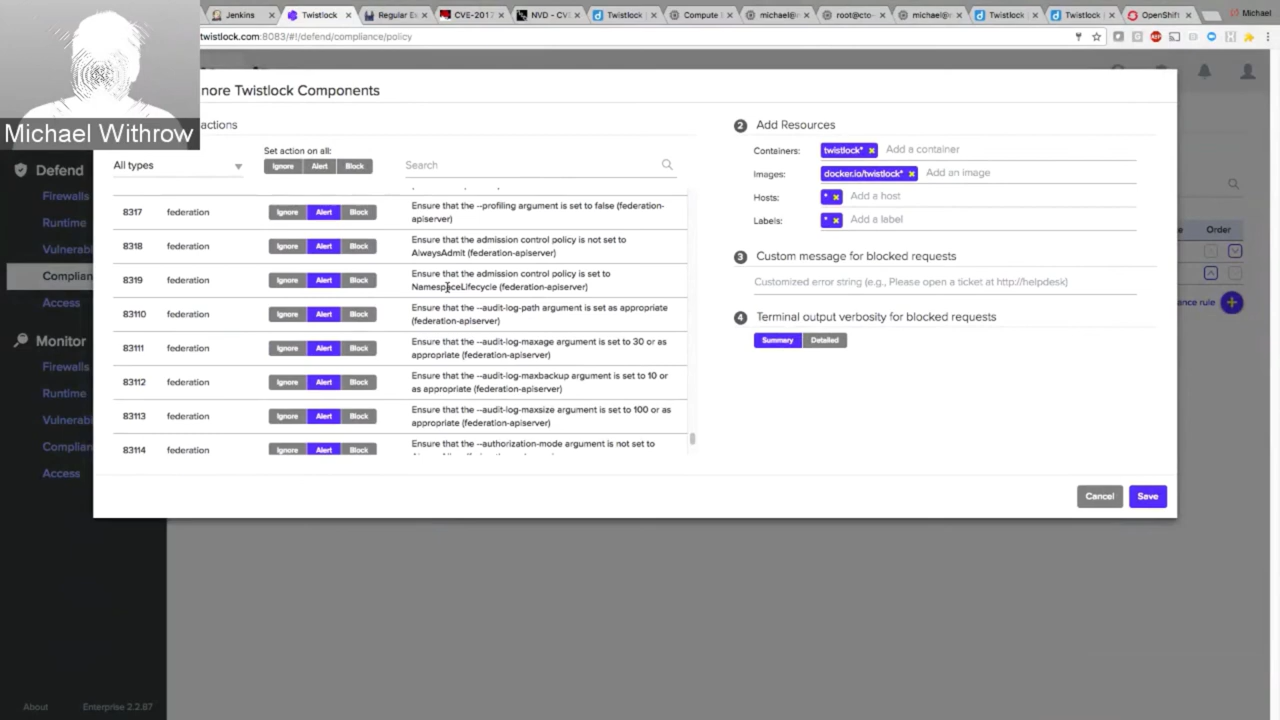 Jenkins
Twistlock
Regular Ex
CVE-2017
NVD - CVE
Twistlock
Compute
michael@
root@cto-
michael@
Twistlock
Twistlock
OpenShift
Michael
twistlock.com:8083/#!/defend/compliance/policy
nore Twistlock Components
Michael Withrow
actions
All types
Set action on all:
Ignore Alert Block
Search
8317 federation Ignore Alert Block Ensure that the --profiling argument is set to false (federation-
apiserver)
8318 federation Ignore Alert Block Ensure that the admission control policy is not set to
AlwaysAdmit (federation-apiserver)
8319 federation Ignore Alert Block Ensure that the admission control policy is set to
NamespaceLifecycle (federation-apiserver)
83110 federation Ignore Alert Block Ensure that the --audit-log-path argument is set as appropriate
(federation-apiserver)
83111 federation Ignore Alert Block Ensure that the --audit-log-maxage argument is set to 30 or as
appropriate (federation-apiserver)
83112 federation Ignore Alert Block Ensure that the --audit-log-maxbackup argument is set to 10 or
as appropriate (federation-apiserver)
83113 federation Ignore Alert Block Ensure that the --audit-log-maxsize argument is set to 100 or as
appropriate (federation-apiserver)
83114 federation Ignore Alert Block Ensure that the --authorization-mode argument is not set to
2 Add Resources
Containers: twistlock* x Add a container
Images: docker.io/twistlock* x Add an image
Hosts: * x Add a host
Labels: * x Add a label
3 Custom message for blocked requests
Customized error string (e.g., Please open a ticket at http://helpdesk)
4 Terminal output verbosity for blocked requests
Summary Detailed
Cancel Save
Defend
Firewalls
Runtime
Vulnerab
Complian
Access
Monitor
Firewalls
Runtime
Vulnerab
Complian
Access
Order
ance rule
About Enterprise 2.2.87